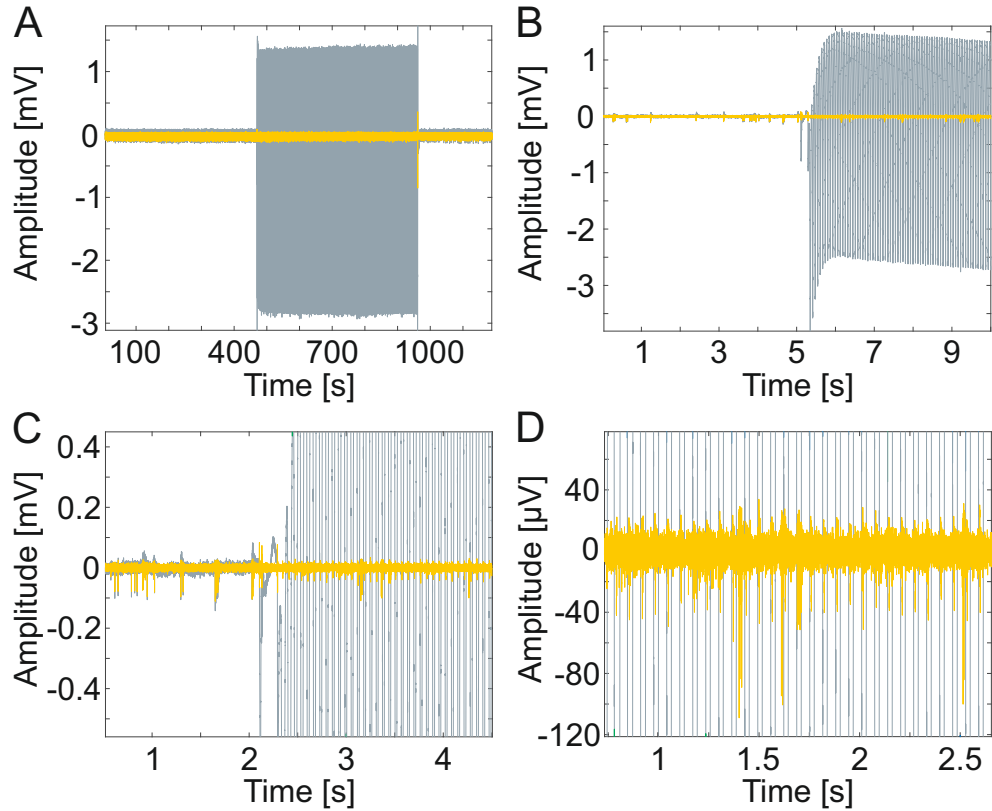 A
Amplitude [mV]
1
0
-1
-2
-3
100 400 700 1000
Time [s]
B
Amplitude [mV]
1
0
-1
-2
-3
1 3 5 7 9
Time [s]
C
Amplitude [mV]
0.4
0.2
0
-0.2
-0.4
1 2 3 4
Time [s]
D
Amplitude [µV]
40
0
-40
-80
-120
1 1.5 2 2.5
Time [s]